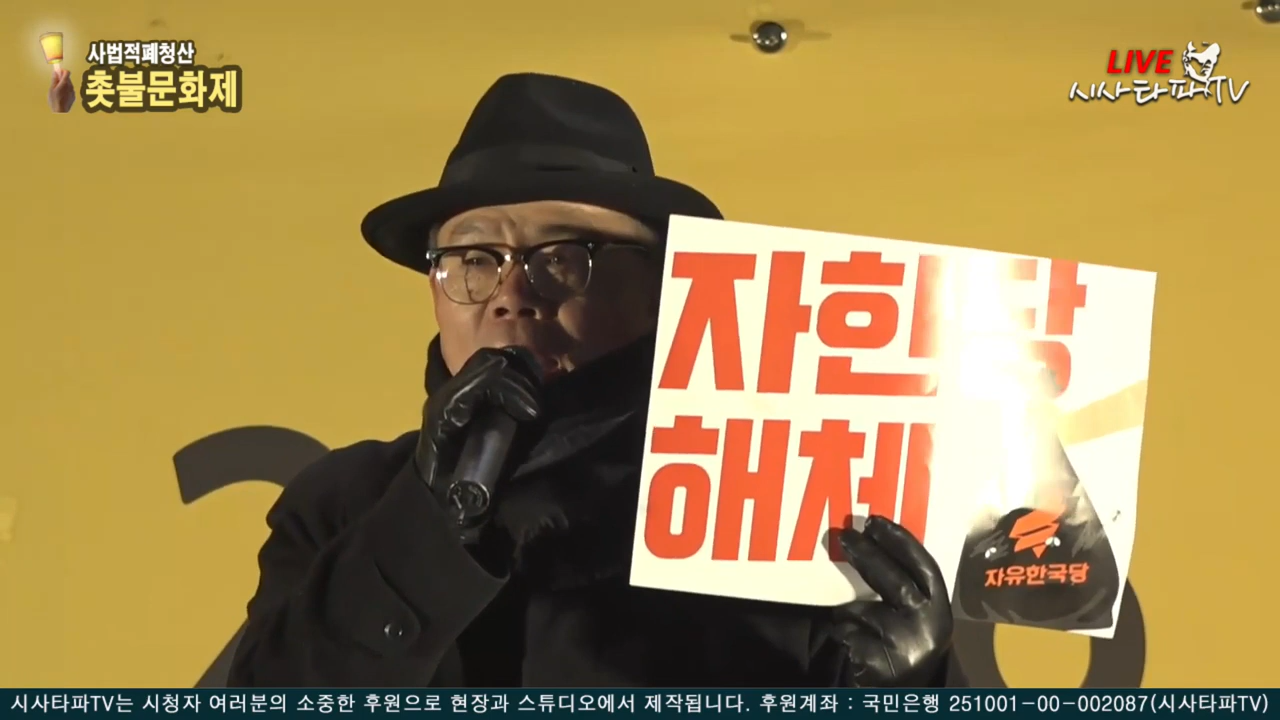 사법적폐청산
촛불문화제
LIVE
시사타파TV
자한당
해체
자유한국당
시사타파TV는 시청자 여러분의 소중한 후원으로 현장과 스튜디오에서 제작됩니다. 후원계좌 : 국민은행 251001-00-002087(시사타파TV)